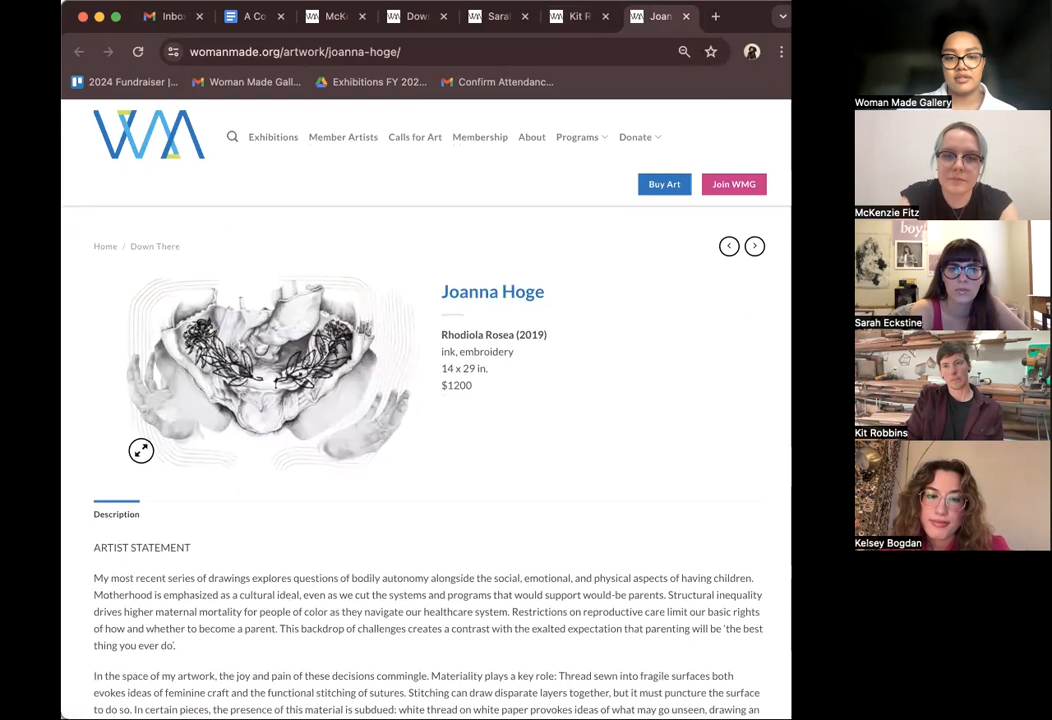 Inbo
A Co
McK
Dow
Sara
Kit R
Joan
womanmade.org/artwork/joanna-hoge/
2024 Fundraiser |...
Woman Made Gall...
Exhibitions FY 202...
Confirm Attendanc...
WMA
Exhibitions
Member Artists
Calls for Art
Membership
About
Programs
Donate
Buy Art
Join WMG
Home / Down There
Joanna Hoge
Rhodiola Rosea (2019)
ink, embroidery
14 x 29 in.
$1200
Description
ARTIST STATEMENT
My most recent series of drawings explores questions of bodily autonomy alongside the social, emotional, and physical aspects of having children.
Motherhood is emphasized as a cultural ideal, even as we cut the systems and programs that would support would-be parents. Structural inequality
drives higher maternal mortality for people of color as they navigate our healthcare system. Restrictions on reproductive care limit our basic rights
of how and whether to become a parent. This backdrop of challenges creates a contrast with the exalted expectation that parenting will be 'the best
thing you ever do'.
In the space of my artwork, the joy and pain of these decisions commingle. Materiality plays a key role: Thread sewn into fragile surfaces both
evokes ideas of feminine craft and the functional stitching of sutures. Stitching can draw disparate layers together, but it must puncture the surface
to do so. In certain pieces, the presence of this material is subdued: white thread on white paper provokes ideas of what may go unseen, drawing an
Woman Made Gallery
McKenzie Fitz
boy
Sarah Eckstine
Kit Robbins
Kelsey Bogdan